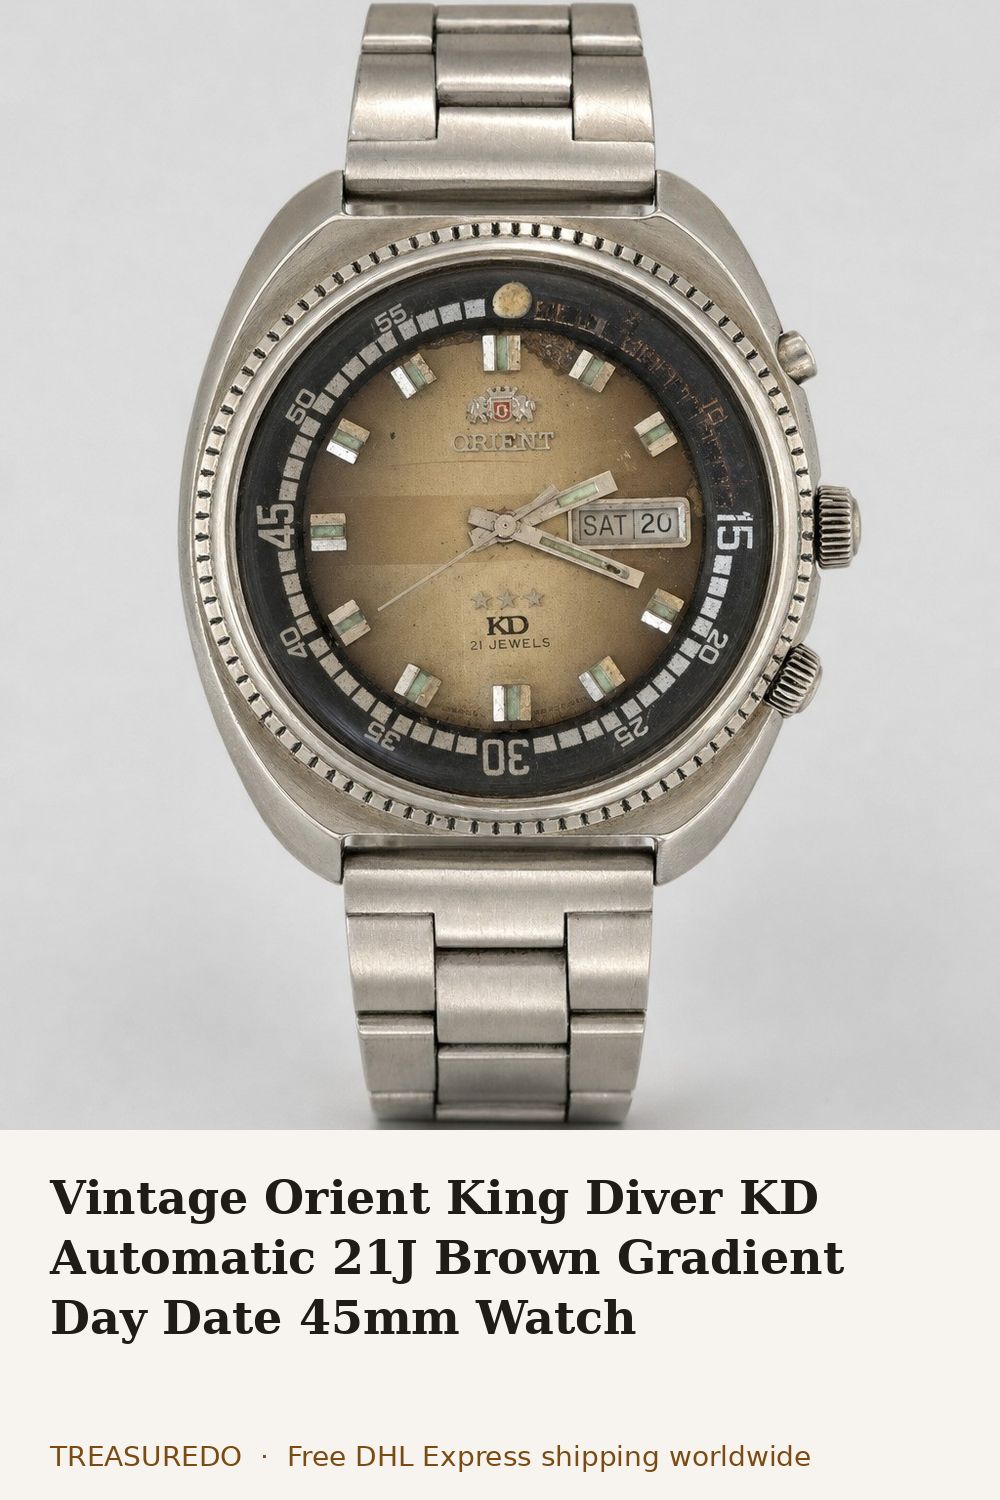 55
50
45
40
35
30
25
20
15
10
ORIENT
SAT 20
KD
21 JEWELS
Vintage Orient King Diver KD
Automatic 21J Brown Gradient
Day Date 45mm Watch
TREASUREDO · Free DHL Express shipping worldwide